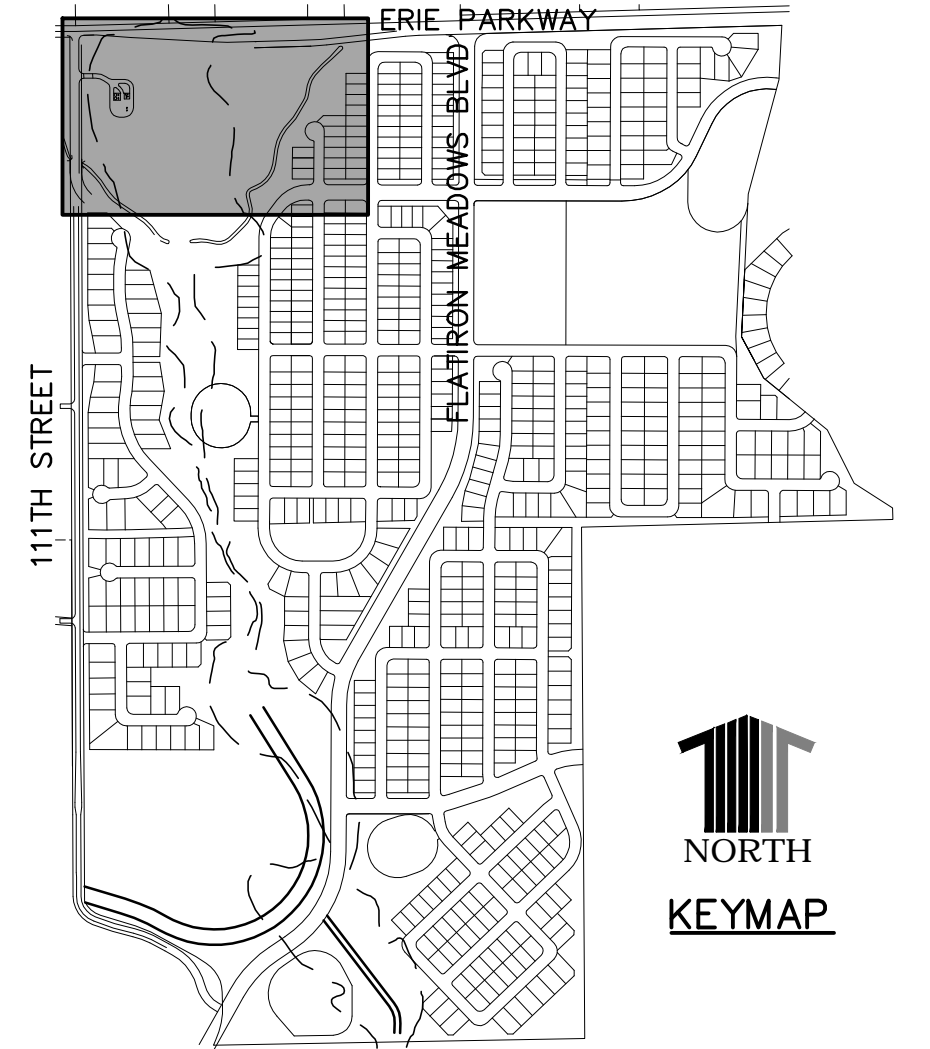 ERIE PARKWAY
FLATIRON MEADOWS BLVD
111TH STREET
NORTH
KEYMAP